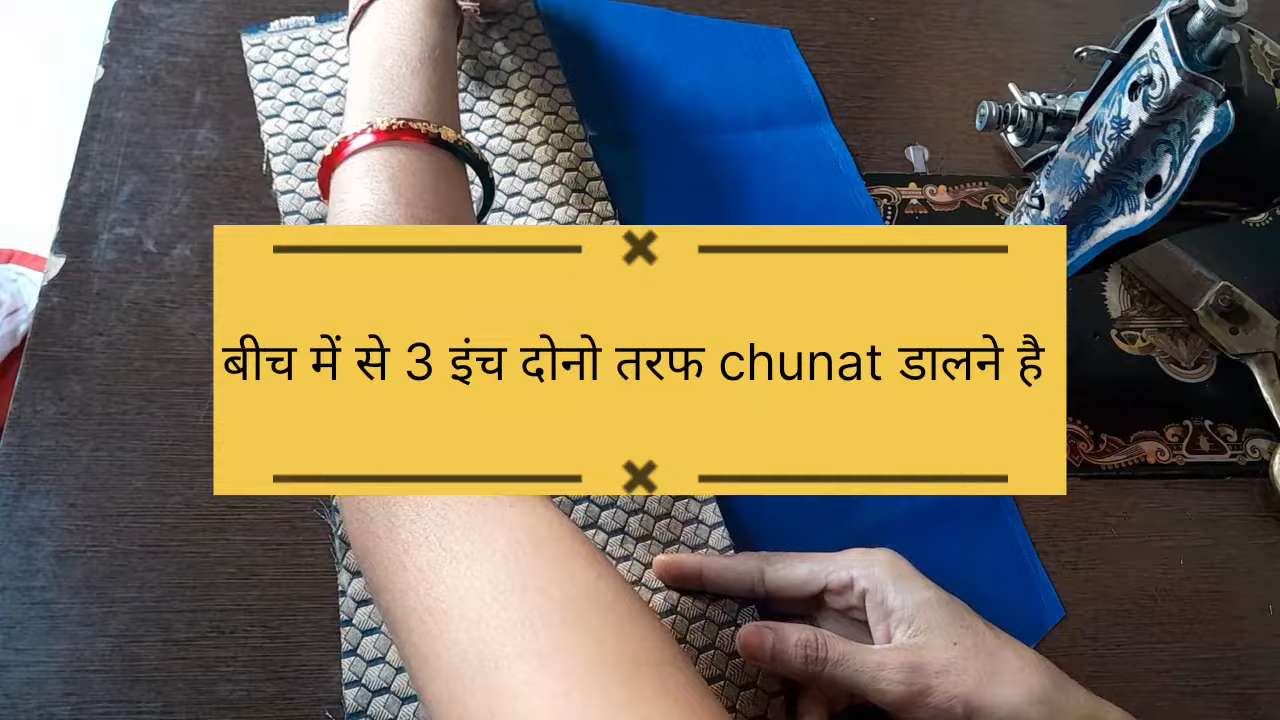 बीच में से 3 इंच दोनो तरफ chunat डालने है